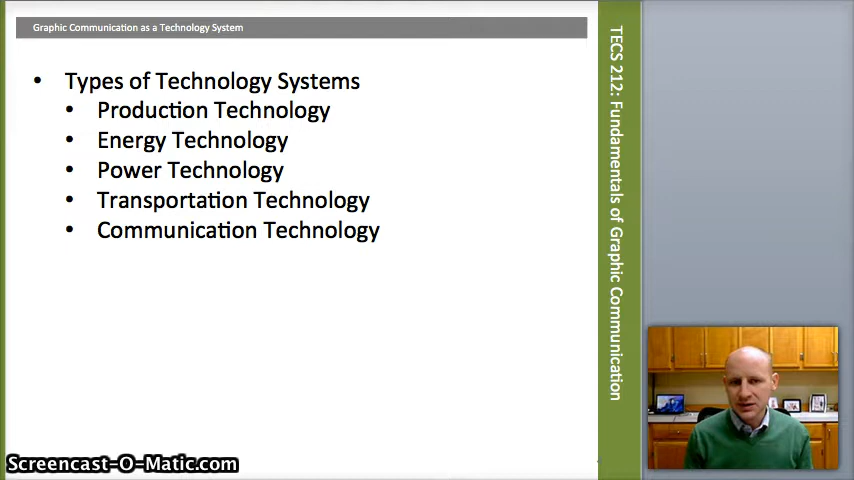 Graphic Communication as a Technology System
• Types of Technology Systems
• Production Technology
• Energy Technology
• Power Technology
• Transportation Technology
• Communication Technology
TECS 212: Fundamentals of Graphic Communication
Screencast-O-Matic.com